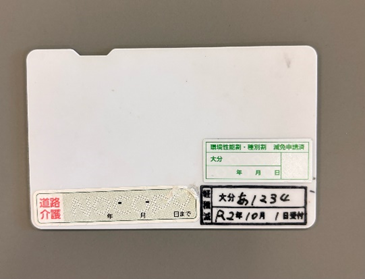 環境性能割・種別割 減免申請済
大分
年 月 日
道路
介護
- -
年 月 日まで
大分 あ1234
R2年10月 1日受付